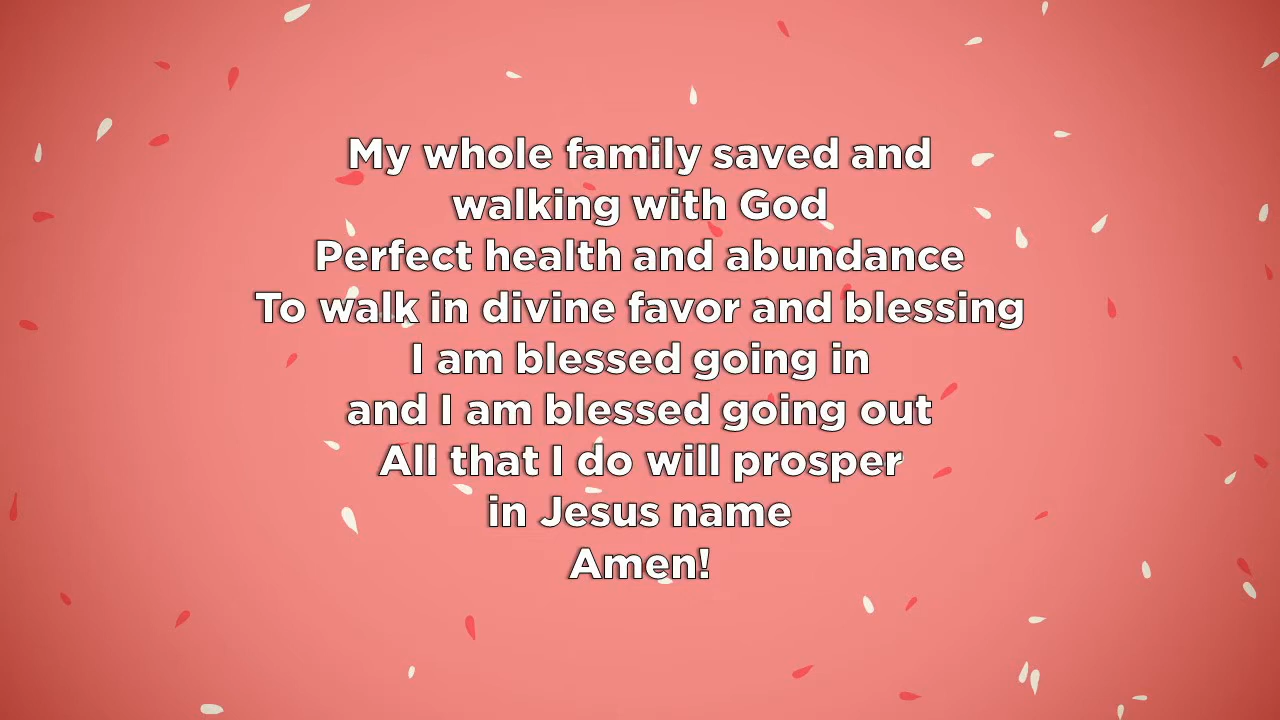 My whole family saved and
walking with God
Perfect health and abundance
To walk in divine favor and blessing
I am blessed going in
and I am blessed going out
All that I do will prosper
in Jesus name
Amen!